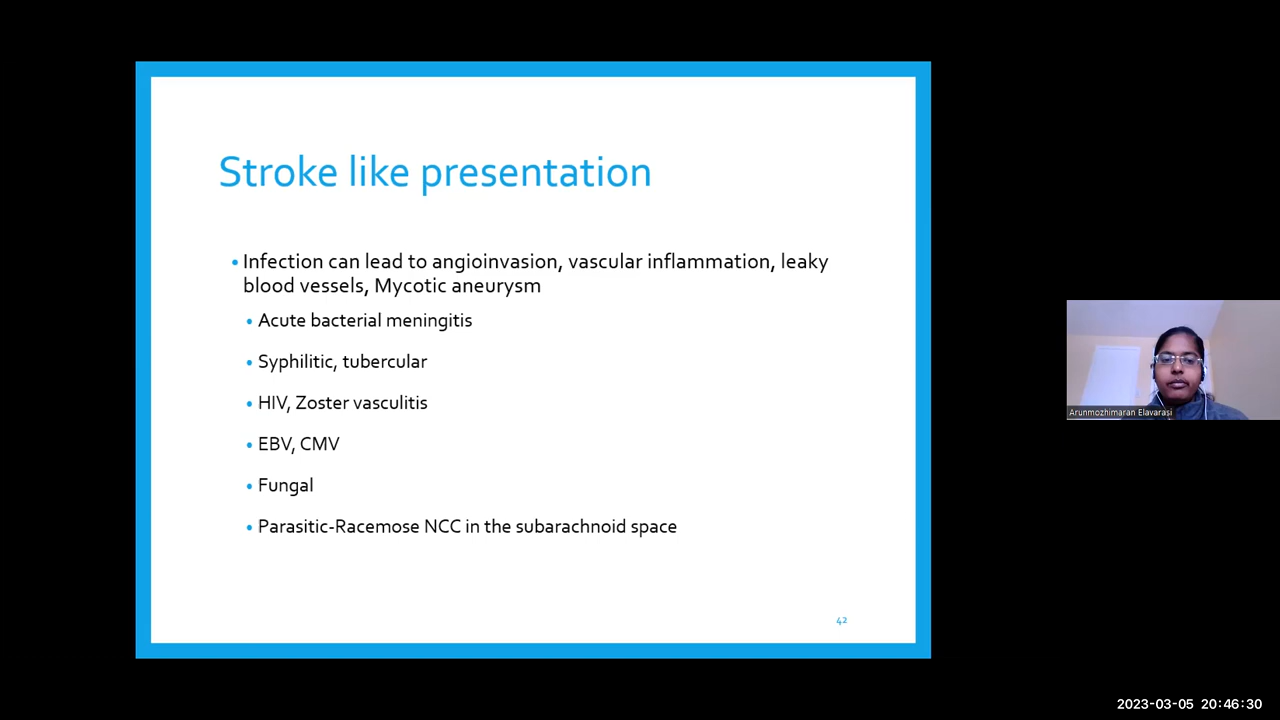 Stroke like presentation
• Infection can lead to angioinvasion, vascular inflammation, leaky
blood vessels, Mycotic aneurysm
• Acute bacterial meningitis
• Syphilitic, tubercular
• HIV, Zoster vasculitis
• EBV, CMV
• Fungal
• Parasitic-Racemose NCC in the subarachnoid space
42
Arunmozhimaran Elavarasi
2023-03-05 20:46:30